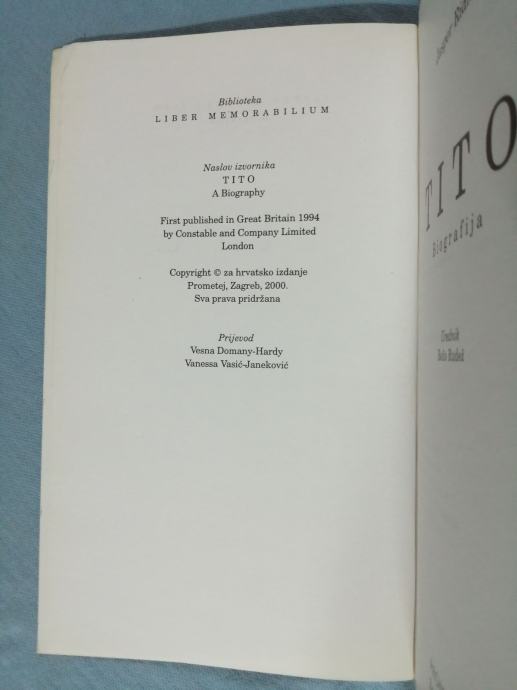 Biblioteka
LIBER MEMORABILIUM
Naslov izvornika
TITO
A Biography
First published in Great Britain 1994
by Constable and Company Limited
London
Copyright © za hrvatsko izdanje
Prometej, Zagreb, 2000.
Sva prava pridržana
Prijevod
Vesna Domany-Hardy
Vanessa Vasić-Janeković
Jasper
TITO
Biografija
Urednik